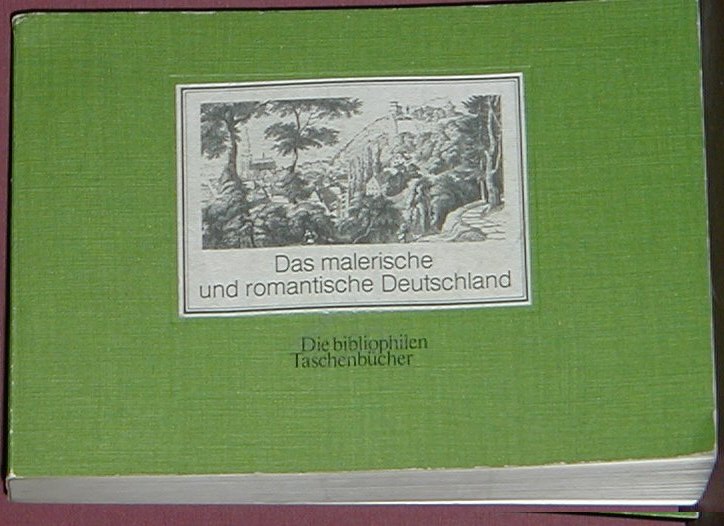 Das malerische
und romantische Deutschland
Die bibliophilen
Taschenbücher